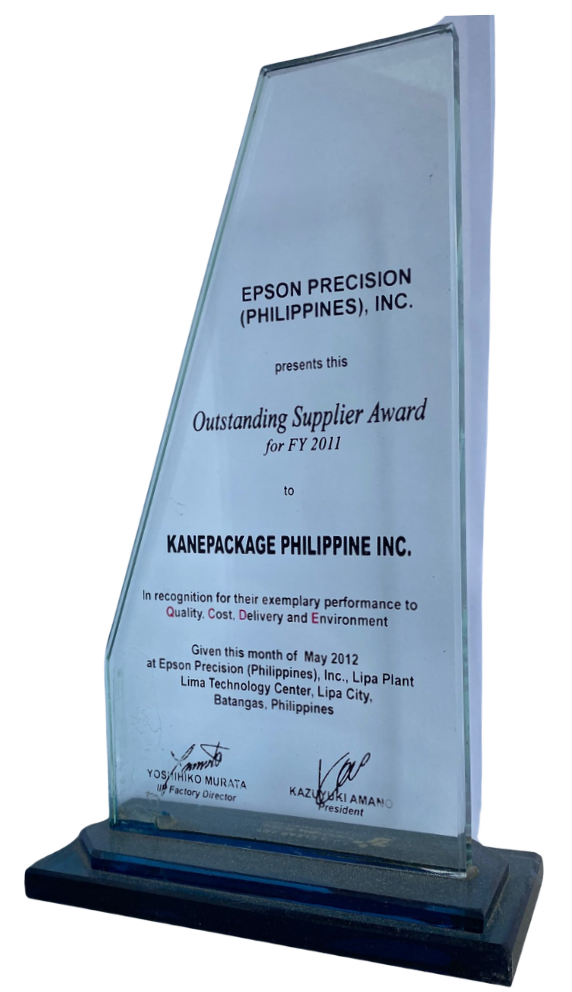 EPSON PRECISION
(PHILIPPINES), INC.
presents this
Outstanding Supplier Award
for FY 2011
to
KANEPACKAGE PHILIPPINE INC.
In recognition for their exemplary performance to
Quality, Cost, Delivery and Environment
Given this month of May 2012
at Epson Precision (Philippines), Inc., Lipa Plant
Lima Technology Center, Lipa City,
Batangas, Philippines
YOSHIHIKO MURATA
Factory Director
KAZUYUKI AMANO
President